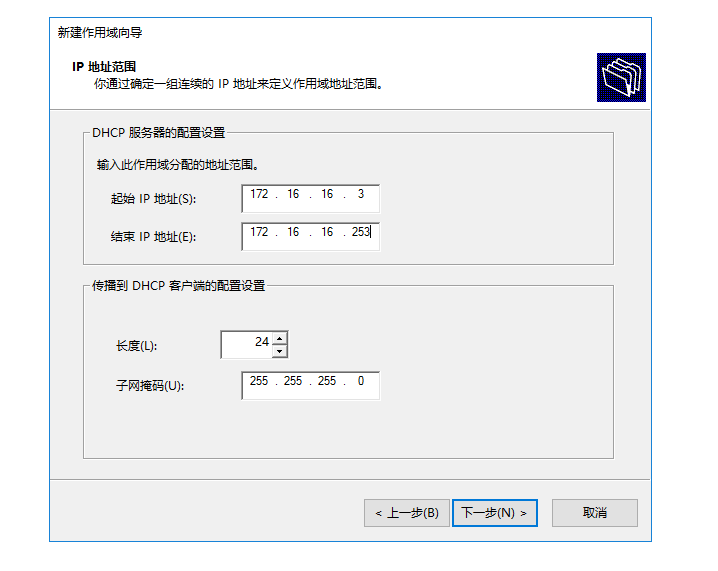 新建作用域向导
IP 地址范围
你通过确定一组连续的 IP 地址来定义作用域地址范围。
DHCP 服务器的配置设置
输入此作用域分配的地址范围。
起始 IP 地址(S): 172 . 16 . 16 . 3
结束 IP 地址(E): 172 . 16 . 16 . 253
传播到 DHCP 客户端的配置设置
长度(L): 24
子网掩码(U): 255 . 255 . 255 . 0
< 上一步(B) 下一步(N) > 取消